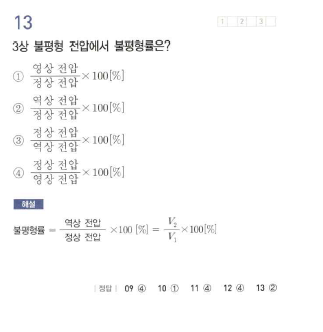 13
1 2 3
3상 불평형 전압에서 불평형률은?
① 영상 전압/정상 전압 × 100[%]
② 역상 전압/정상 전압 × 100[%]
③ 정상 전압/역상 전압 × 100[%]
④ 정상 전압/영상 전압 × 100[%]
해설
불평형률 = 역상 전압/정상 전압 ×100 [%] = V₂/V₁ ×100[%]
| 정답 | 09 ④ 10 ① 11 ④ 12 ④ 13 ②